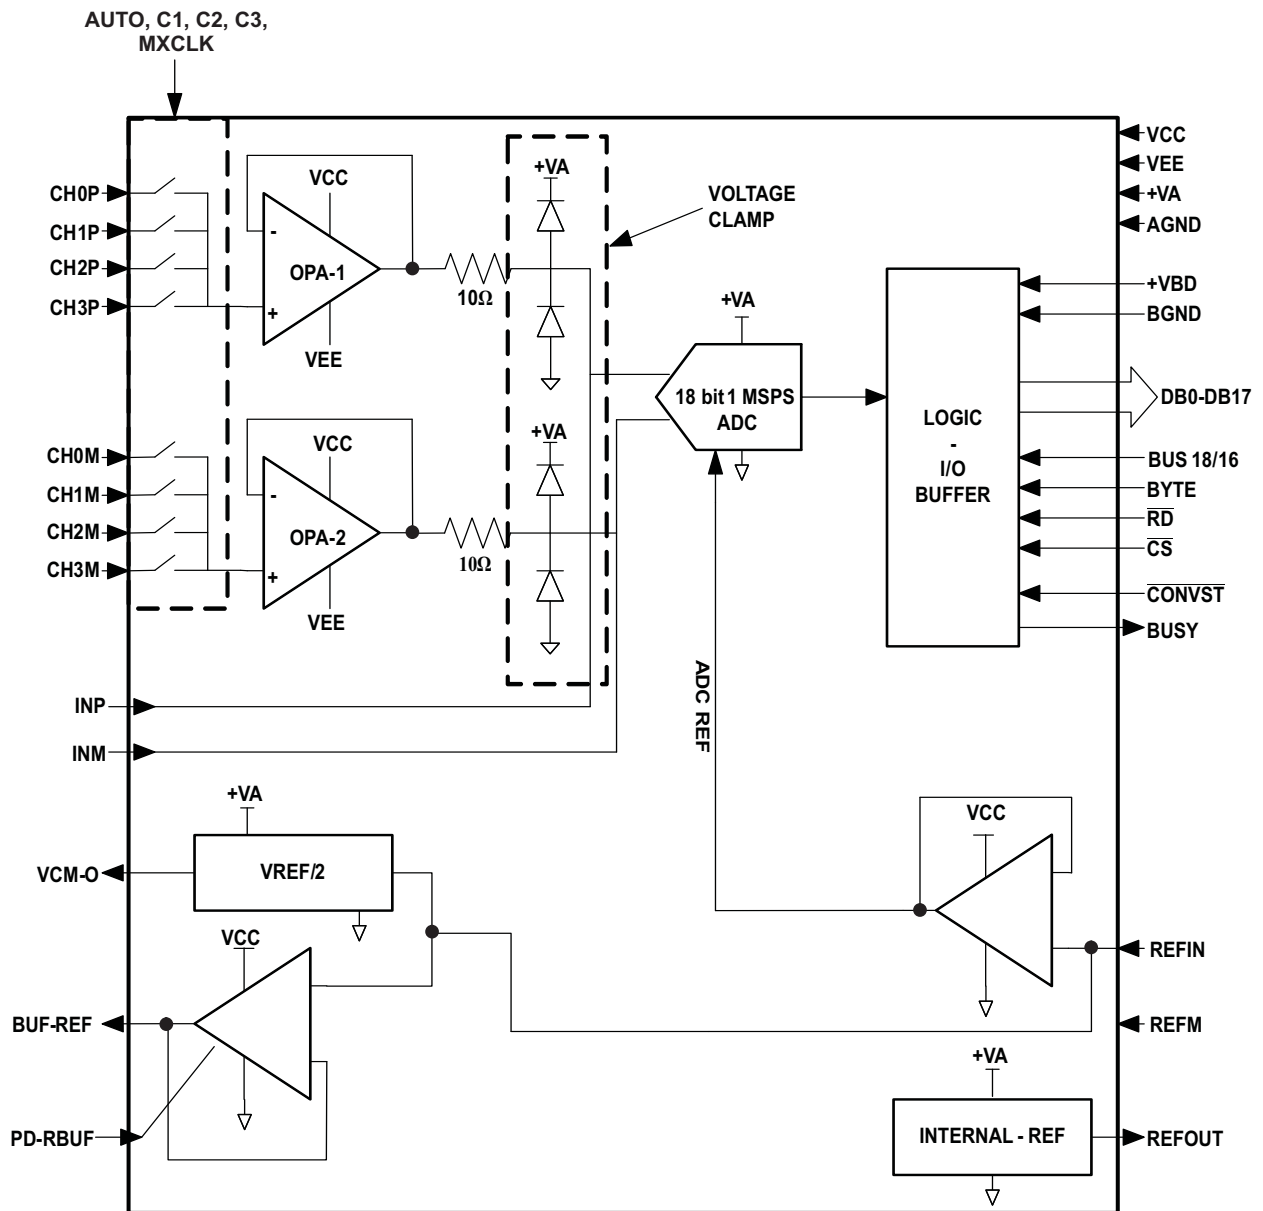 AUTO, C1, C2, C3,
MXCLK
VCC
VEE
+VA
AGND
CH0P
CH1P
CH2P
CH3P
VCC
-
OPA-1
+
VEE
10Ω
+VA
VOLTAGE
CLAMP
+VA
18 bit 1 MSPS
ADC
LOGIC
-
I/O
BUFFER
+VBD
BGND
DB0-DB17
BUS 18/16
BYTE
R̅D̅
C̅S̅
C̅O̅N̅V̅S̅T̅
BUSY
CH0M
CH1M
CH2M
CH3M
VCC
-
OPA-2
+
VEE
10Ω
+VA
INP
INM
ADC REF
+VA
VREF/2
VCM-O
VCC
BUF-REF
PD-RBUF
VCC
REFIN
REFM
+VA
INTERNAL - REF
REFOUT